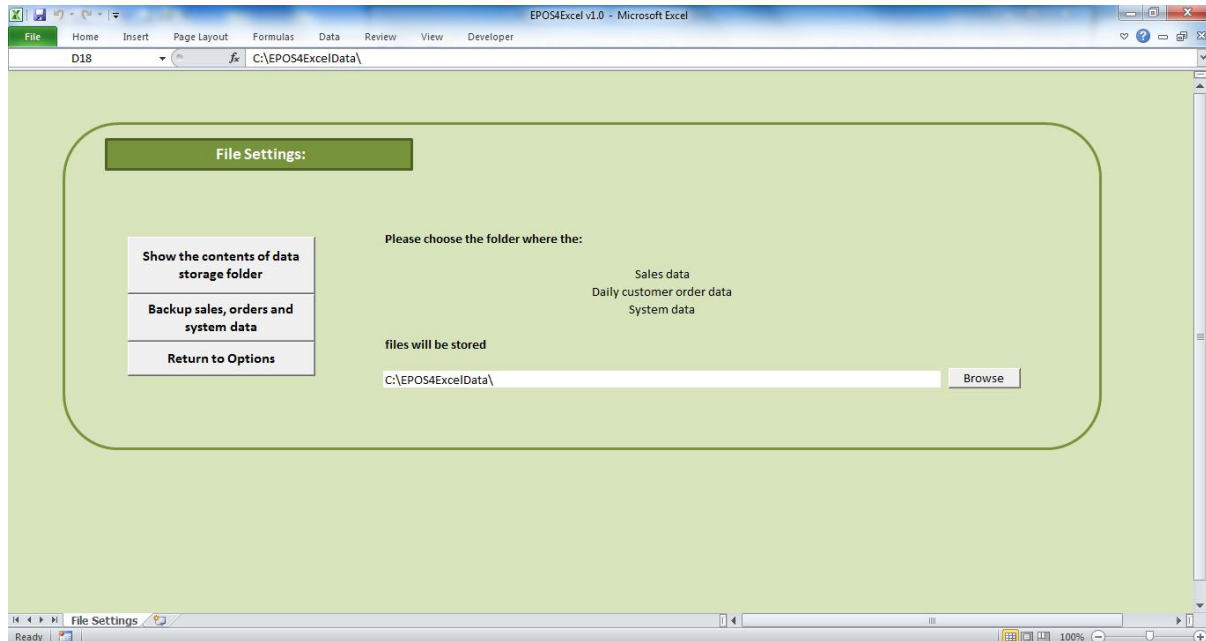 EPOS4Excel v1.0 - Microsoft Excel
File Home Insert Page Layout Formulas Data Review View Developer
D18 fx C:\EPOS4ExcelData\
File Settings:
Please choose the folder where the:
Show the contents of data
storage folder
Sales data
Daily customer order data
System data
Backup sales, orders and
system data
files will be stored
Return to Options
C:\EPOS4ExcelData\ Browse
File Settings
Ready 100%